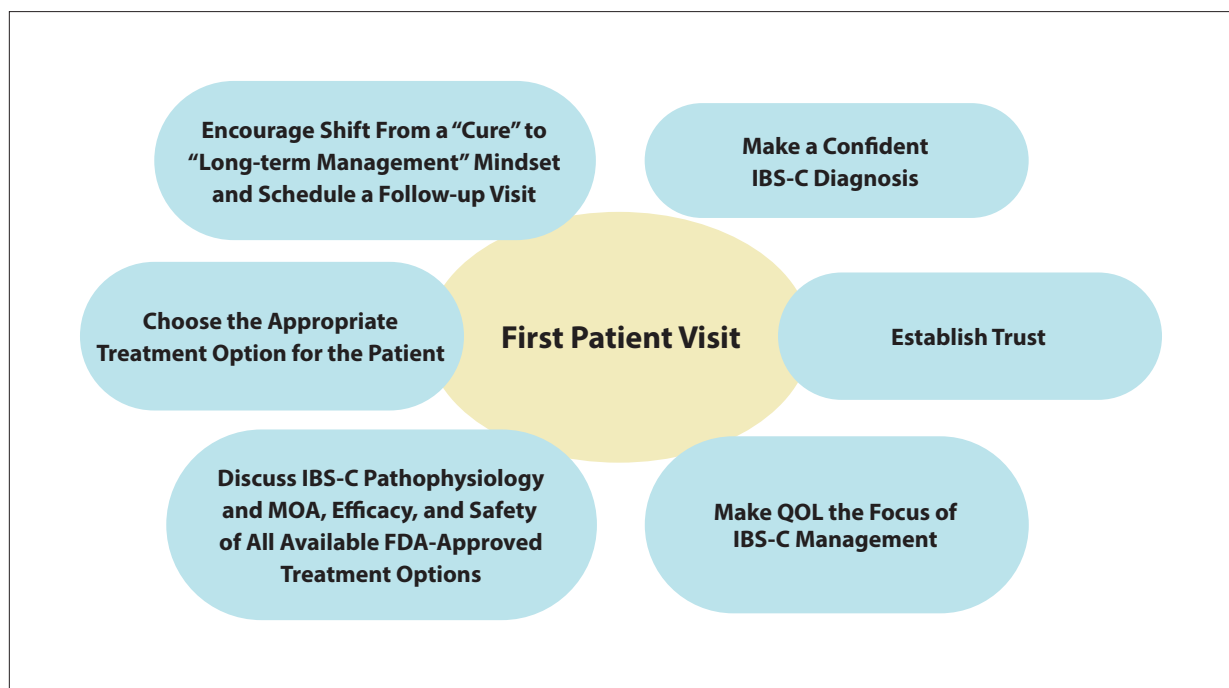 Encourage Shift From a “Cure” to
“Long-term Management” Mindset
and Schedule a Follow-up Visit
Make a Confident
IBS-C Diagnosis
Choose the Appropriate
Treatment Option for the Patient
First Patient Visit
Establish Trust
Discuss IBS-C Pathophysiology
and MOA, Efficacy, and Safety
of All Available FDA-Approved
Treatment Options
Make QOL the Focus of
IBS-C Management